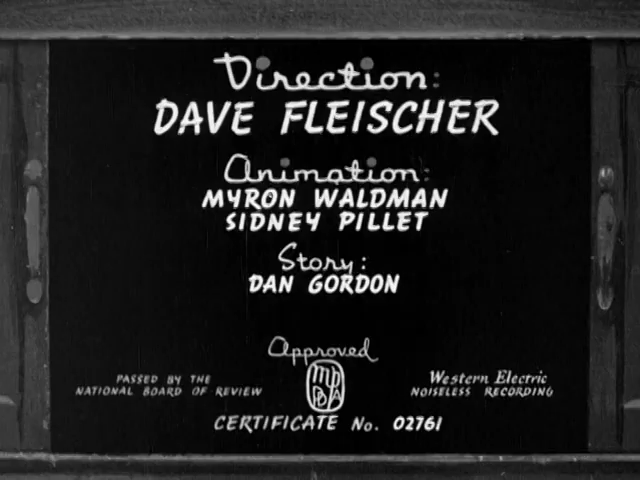 Direction:
DAVE FLEISCHER
Animation:
MYRON WALDMAN
SIDNEY PILLET
Story:
DAN GORDON
Approved
MPPDA
PASSED BY THE
NATIONAL BOARD OF REVIEW
Western Electric
NOISELESS RECORDING
CERTIFICATE No. 02761